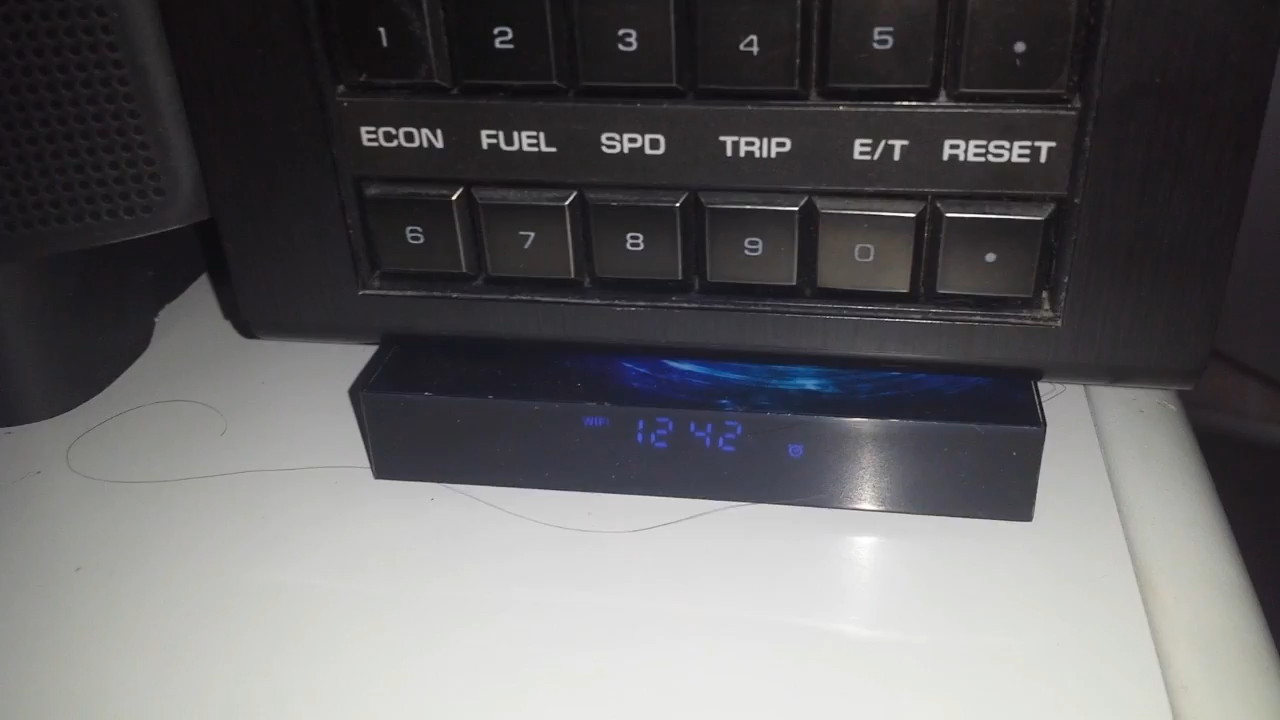 1 2 3 4 5 •
ECON FUEL SPD TRIP E/T RESET
6 7 8 9 0 •
WIFI 12 42